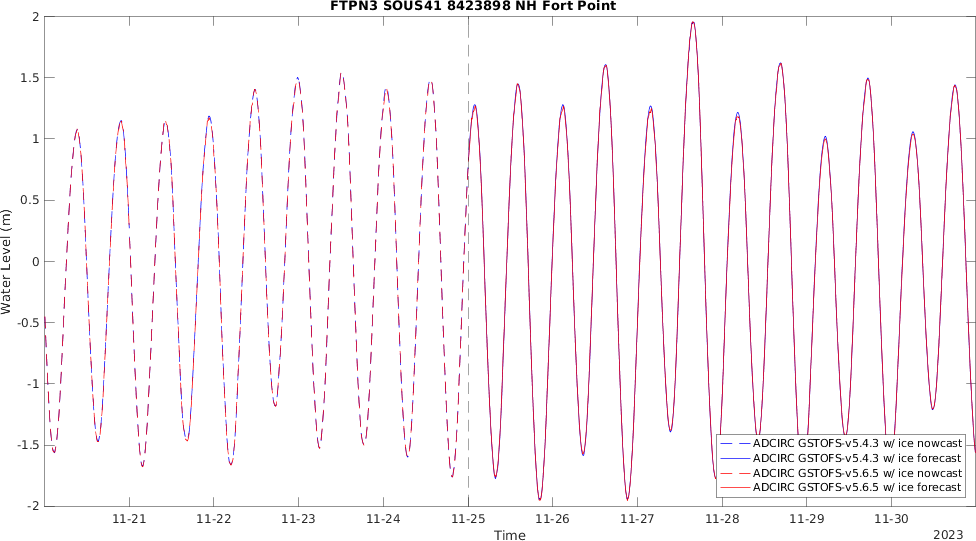 FTPN3 SOUS41 8423898 NH Fort Point
2
1.5
1
0.5
0
-0.5
-1
-1.5
-2
Water Level (m)
ADCIRC GSTOFS-v5.4.3 w/ ice nowcast
ADCIRC GSTOFS-v5.4.3 w/ ice forecast
ADCIRC GSTOFS-v5.6.5 w/ ice nowcast
ADCIRC GSTOFS-v5.6.5 w/ ice forecast
11-21 11-22 11-23 11-24 11-25 11-26 11-27 11-28 11-29 11-30
Time
2023